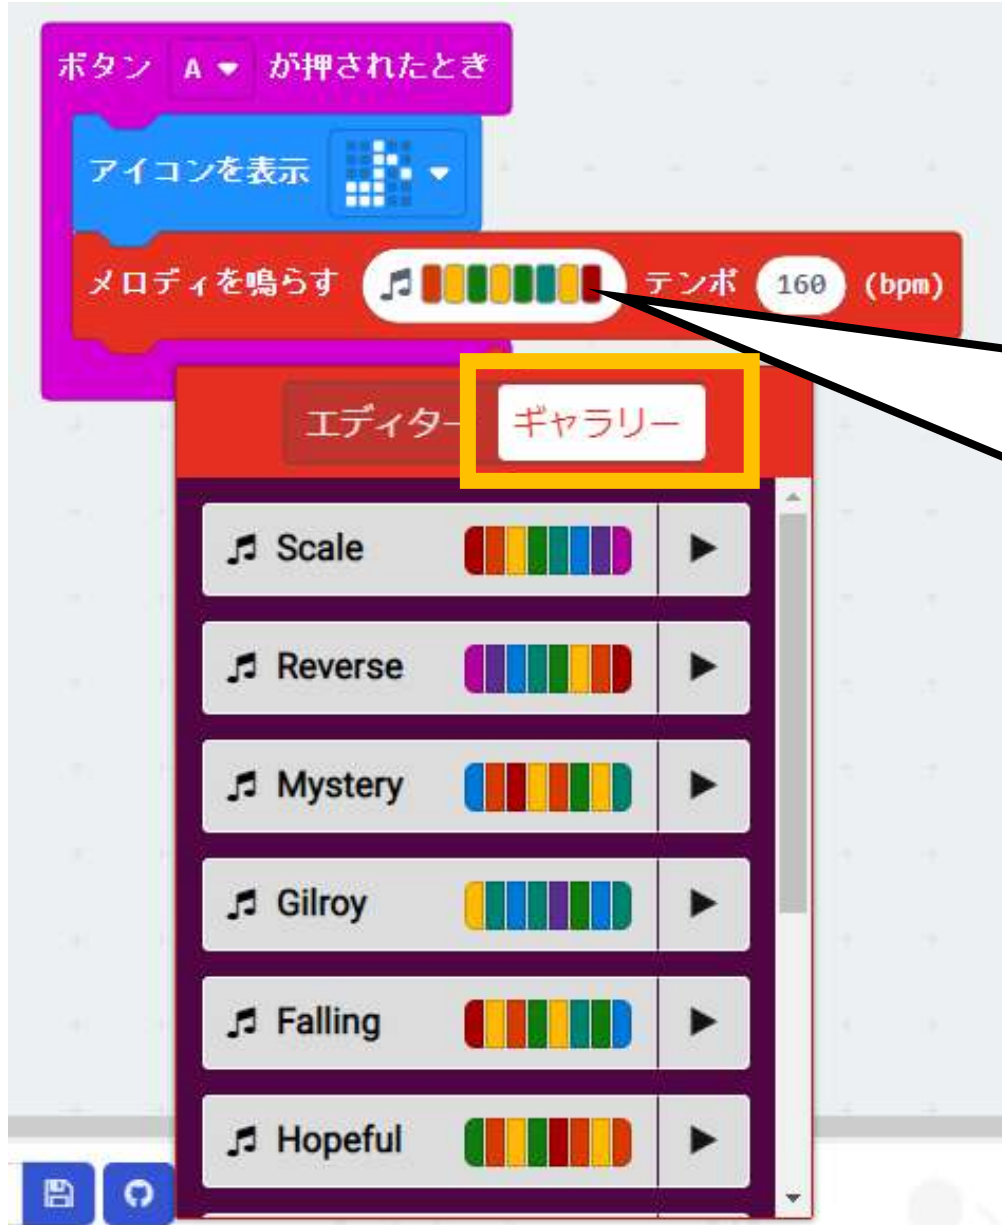 ボタン A が押されたとき
アイコンを表示
メロディを鳴らす テンポ 160 (bpm)
エディター ギャラリー
Scale
Reverse
Mystery
Gilroy
Falling
Hopeful